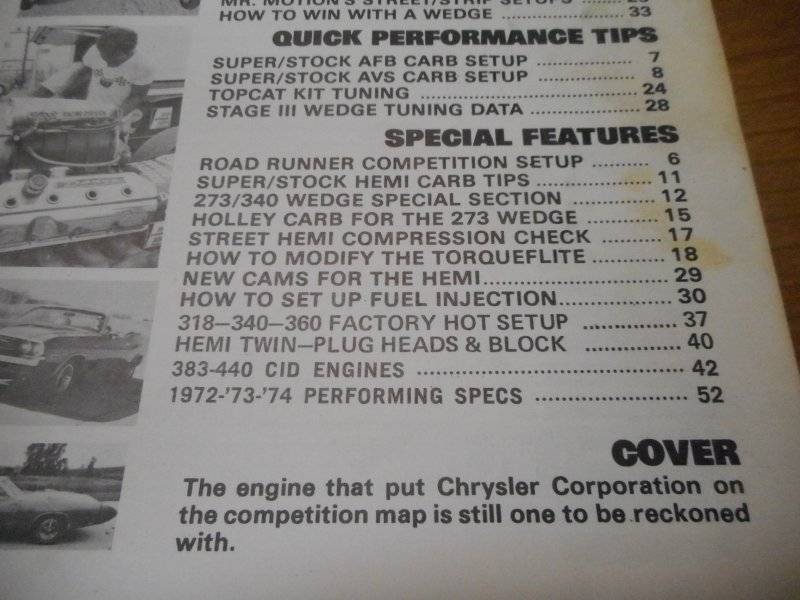 MR. MOTION'S STREET/STRIP SETUPS
HOW TO WIN WITH A WEDGE ................ 33
QUICK PERFORMANCE TIPS
SUPER/STOCK AFB CARB SETUP ................ 7
SUPER/STOCK AVS CARB SETUP ................ 8
TOPCAT KIT TUNING ................ 24
STAGE III WEDGE TUNING DATA ................ 28
SPECIAL FEATURES
ROAD RUNNER COMPETITION SETUP .......... 6
SUPER/STOCK HEMI CARB TIPS ................ 11
273/340 WEDGE SPECIAL SECTION ............ 12
HOLLEY CARB FOR THE 273 WEDGE ............ 15
STREET HEMI COMPRESSION CHECK .......... 17
HOW TO MODIFY THE TORQUEFLITE ............ 18
NEW CAMS FOR THE HEMI............................. 29
HOW TO SET UP FUEL INJECTION................. 30
318—340—360 FACTORY HOT SETUP ............... 37
HEMI TWIN—PLUG HEADS & BLOCK ............... 40
383-440 CID ENGINES ........................................ 42
1972-'73-'74 PERFORMING SPECS ........................ 52
COVER
The engine that put Chrysler Corporation on
the competition map is still one to be reckoned
with.